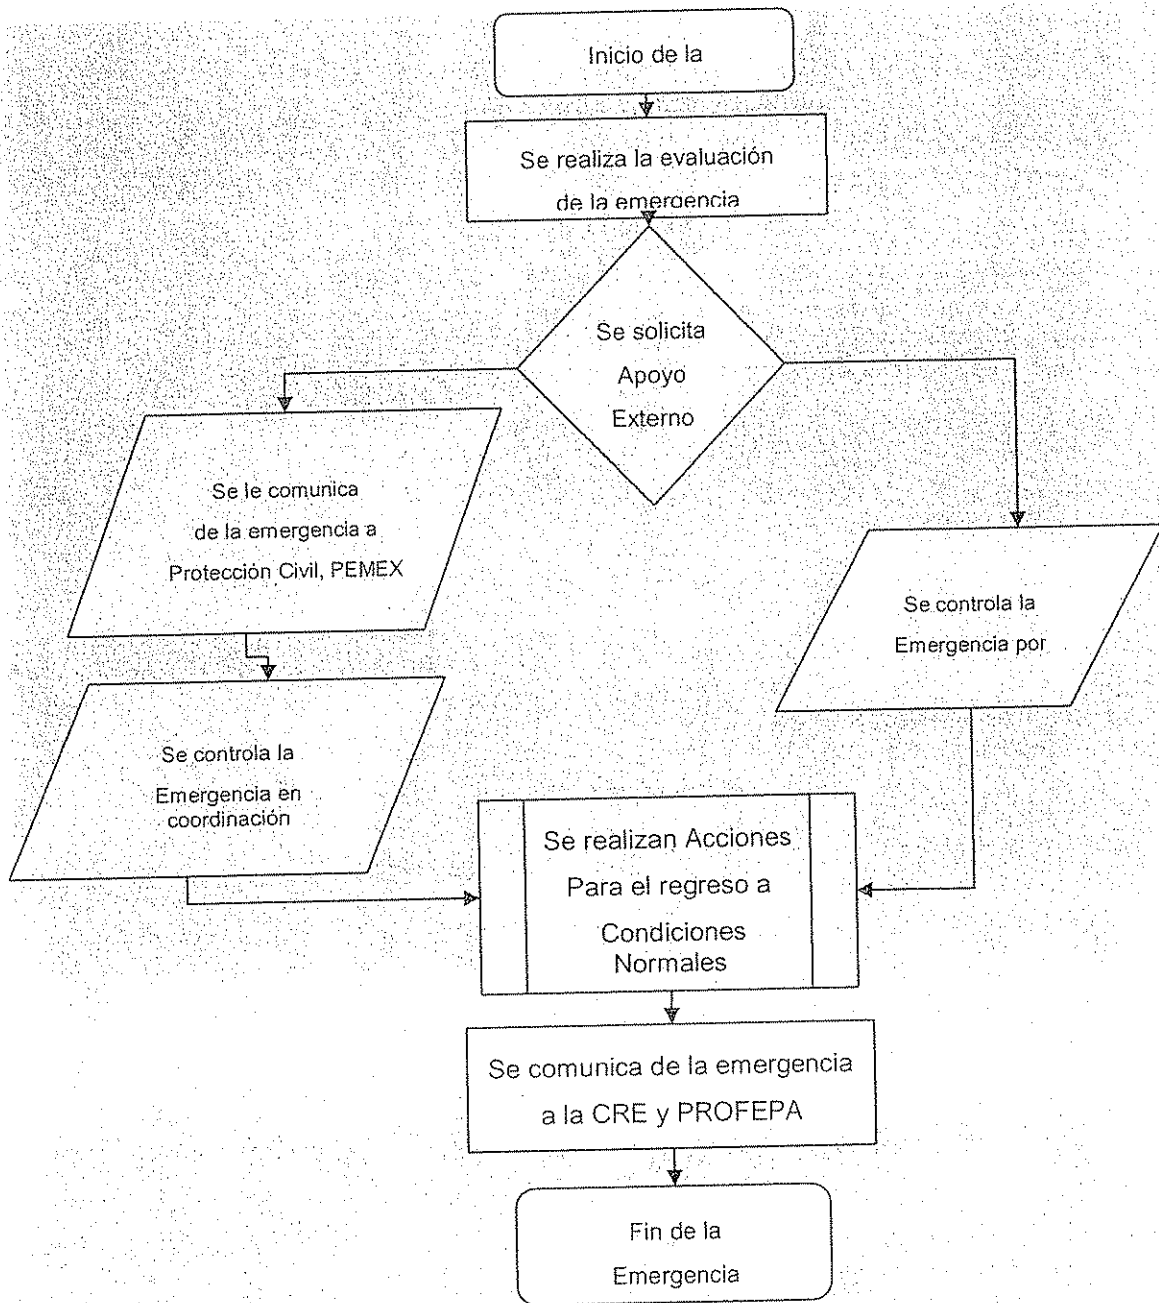 Inicio de la
Se realiza la evaluación
de la emergencia
Se solicita
Apoyo
Externo
Se le comunica
de la emergencia a
Protección Civil, PEMEX
Se controla la
Emergencia por
Se controla la
Emergencia en
coordinación
Se realizan Acciones
Para el regreso a
Condiciones
Normales
Se comunica de la emergencia
a la CRE y PROFEPA
Fin de la
Emergencia